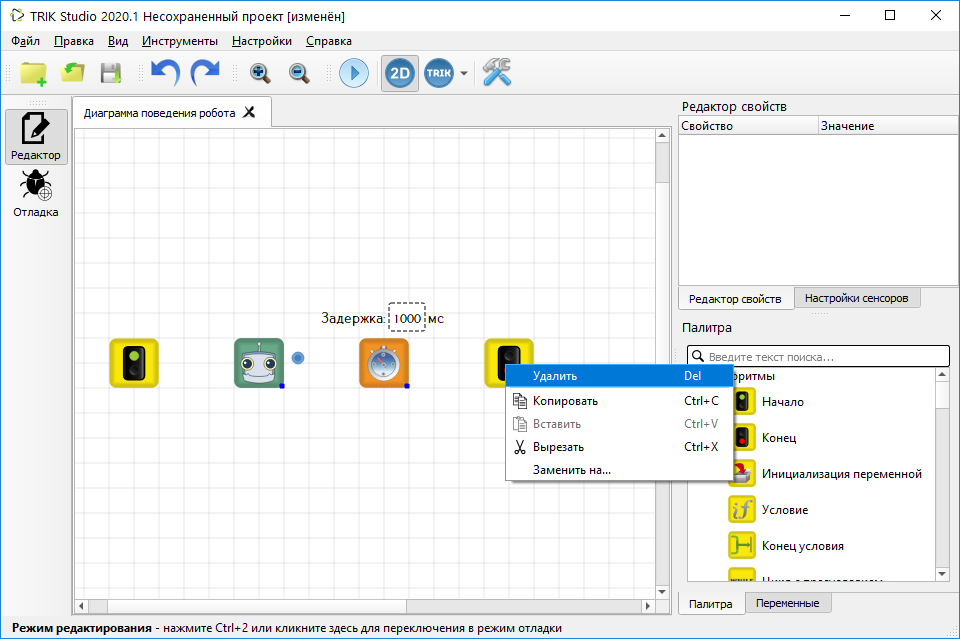 TRIK Studio 2020.1 Несохраненный проект [изменён]
Файл Правка Вид Инструменты Настройки Справка
2D TRIK
Редактор
Отладка
Диаграмма поведения робота
Задержка: 1000 мс
Удалить Del
Копировать Ctrl+C
Вставить Ctrl+V
Вырезать Ctrl+X
Заменить на...
Редактор свойств
Свойство Значение
Редактор свойств Настройки сенсоров
Палитра
Введите текст поиска...
Начало
Конец
Инициализация переменной
if Условие
Конец условия
Палитра Переменные
Режим редактирования - нажмите Ctrl+2 или кликните здесь для переключения в режим отладки